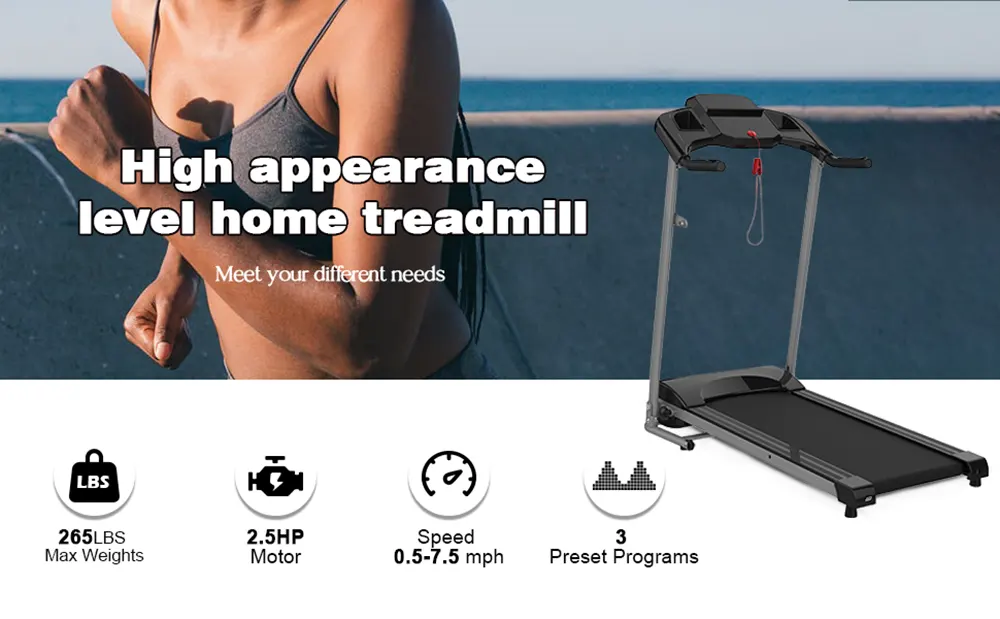 High appearance
level home treadmill
Meet your different needs
LBS
265LBS
Max Weights
2.5HP
Motor
Speed
0.5-7.5 mph
3
Preset Programs